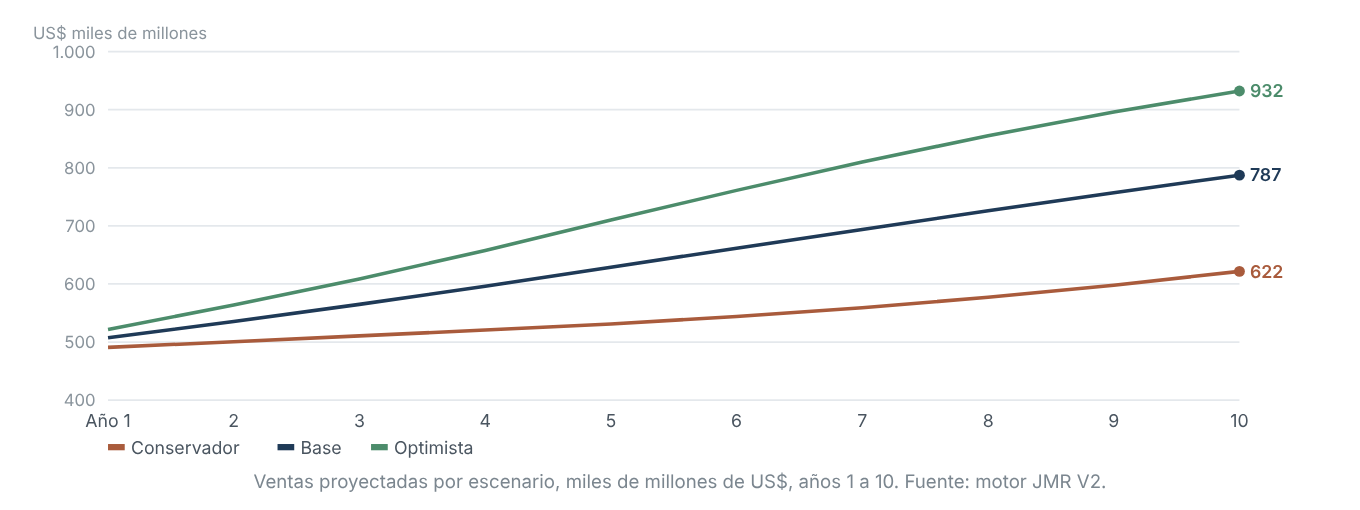 US$ miles de millones
1.000
900
800
700
600
500
400
932
787
622
Año 1 2 3 4 5 6 7 8 9 10
Conservador Base Optimista
Ventas proyectadas por escenario, miles de millones de US$, años 1 a 10. Fuente: motor JMR V2.